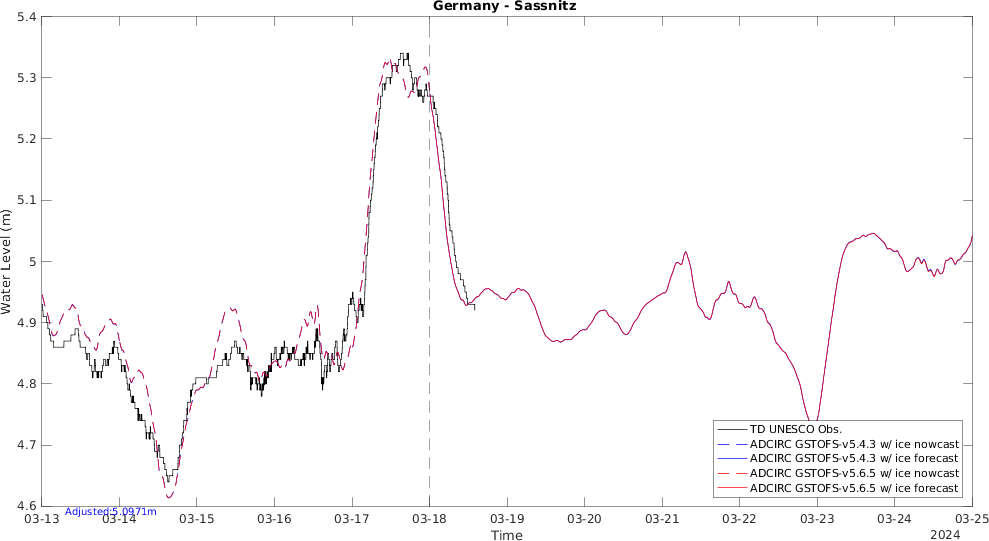 Germany - Sassnitz
5.4
5.3
5.2
5.1
5
4.9
4.8
4.7
4.6
Water Level (m)
03-13
03-14
03-15
03-16
03-17
03-18
03-19
03-20
03-21
03-22
03-23
03-24
03-25
Adjusted:5.0971m
Time
2024
TD UNESCO Obs.
ADCIRC GSTOFS-v5.4.3 w/ ice nowcast
ADCIRC GSTOFS-v5.4.3 w/ ice forecast
ADCIRC GSTOFS-v5.6.5 w/ ice nowcast
ADCIRC GSTOFS-v5.6.5 w/ ice forecast